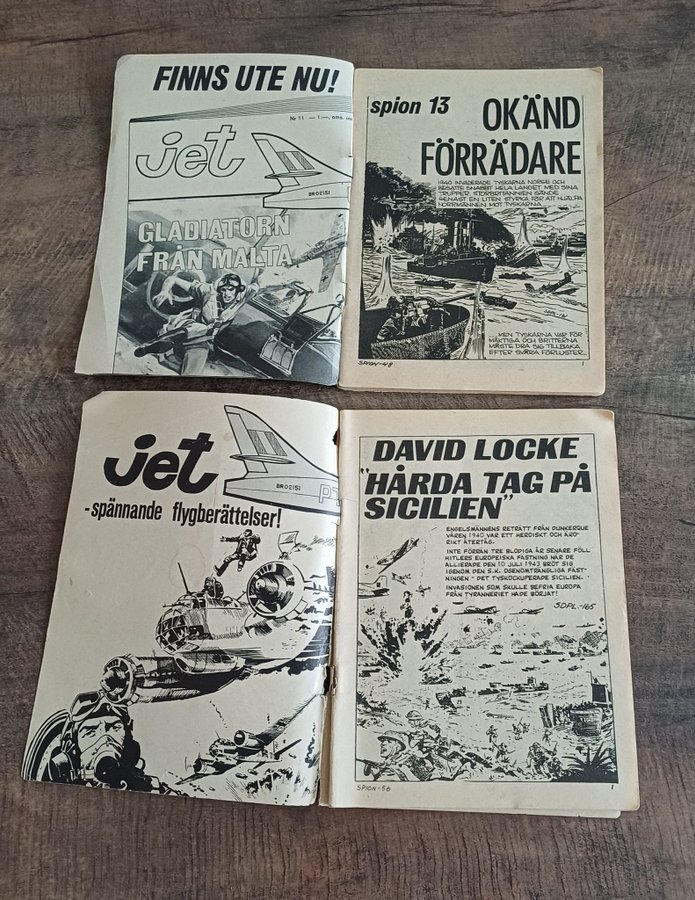 FINNS UTE NU!
Nr 11 — 1:—,
jet
BR02151
GLADIATORN
FRÅN MALTA
spion 13
OKÄND
FÖRRÄDARE
1940 INVADERADE TYSKARNA NORGE OCH
BESATTE SNABBT HELA LANDET MED SINA
TRUPPER. STORBRITANNIEN SÄNDE
GENAST EN LITEN STYRKA FÖR ATT HJÄLPA
NORRMÄNNEN MOT TYSKARNA.
... MEN TYSKARNA VAR FÖR
MÄKTIGA OCH BRITTERNA
MÅSTE DRA SIG TILLBAKA
EFTER SVÅRA FÖRLUSTER...
SPION-48
1
jet
BR02151
-spännande flygberättelser!
DAVID LOCKE
"HÅRDA TAG PÅ
SICILIEN"
ENGELSMÄNNENS RETRÄTT FRÅN DUNKERQUE
VÅREN 1940 VAR ETT HEROISKT OCH ÄRO-
RIKT ÅTERTÅG.
INTE FÖRRÄN TRE BLODIGA ÅR SENARE FÖLL
HITLERS EUROPEISKA FÄSTNING NÄR DE
ALLIERADE DEN 10 JULI 1943 BRÖT SIG
IGENOM DEN S.K. OGENOMTRÄNGLIGA FÄST-
NINGEN - DET TYSKOCKUPERADE SICILIEN.
INVASIONEN SOM SKULLE BEFRIA EUROPA
FRÅN TYRANNERIET HADE BÖRJAT!
SDPL-165
SPION-56
1